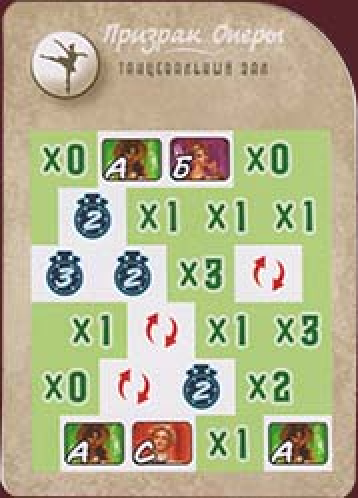 Призрак Оперы
ТАНЦЕВАЛЬНЫЙ ЗАЛ
x0 А Б x0
2 x1 x1 x1
3 2 x3
x1 x1 x3
x0 2 x2
А С x1 А